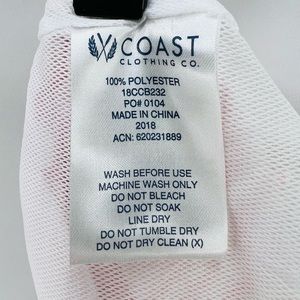 COAST
CLOTHING CO.
100% POLYESTER
18CCB232
PO# 0104
MADE IN CHINA
2018
ACN: 620231889
WASH BEFORE USE
MACHINE WASH ONLY
DO NOT BLEACH
DO NOT SOAK
LINE DRY
DO NOT TUMBLE DRY
DO NOT DRY CLEAN (X)